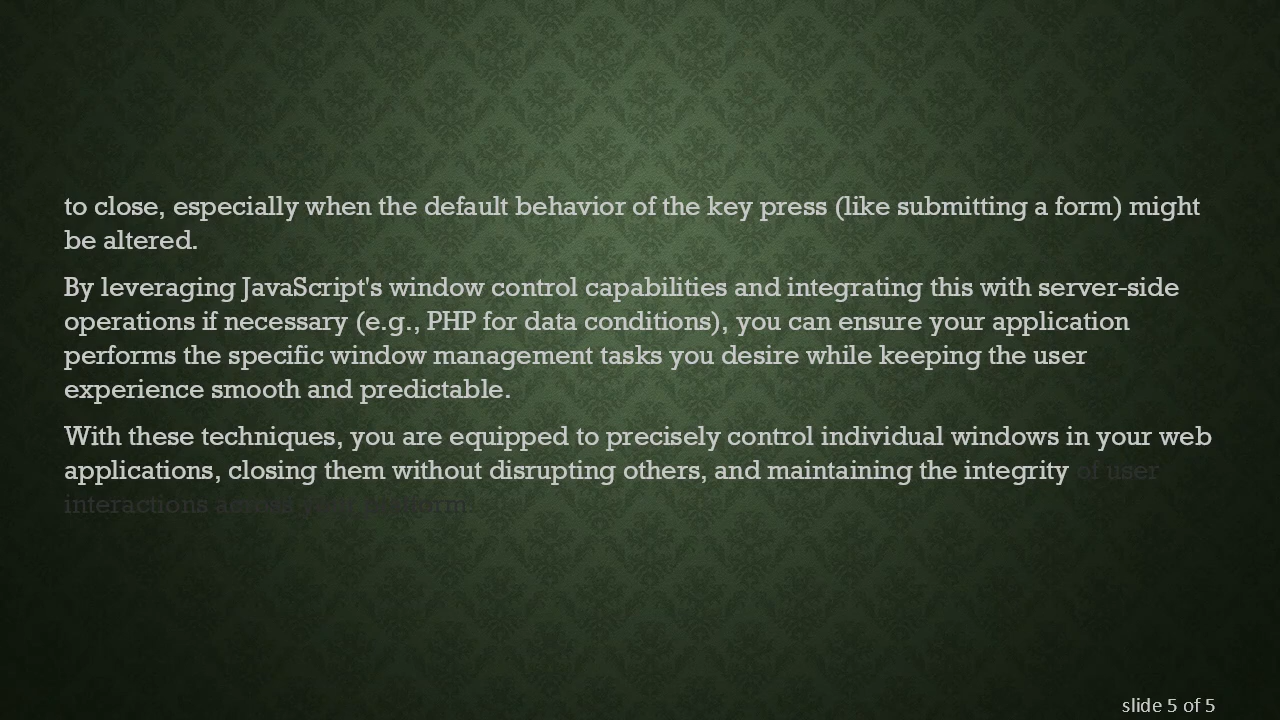 to close, especially when the default behavior of the key press (like submitting a form) might
be altered.
By leveraging JavaScript's window control capabilities and integrating this with server-side
operations if necessary (e.g., PHP for data conditions), you can ensure your application
performs the specific window management tasks you desire while keeping the user
experience smooth and predictable.
With these techniques, you are equipped to precisely control individual windows in your web
applications, closing them without disrupting others, and maintaining the integrity of user
interactions across
slide 5 of 5